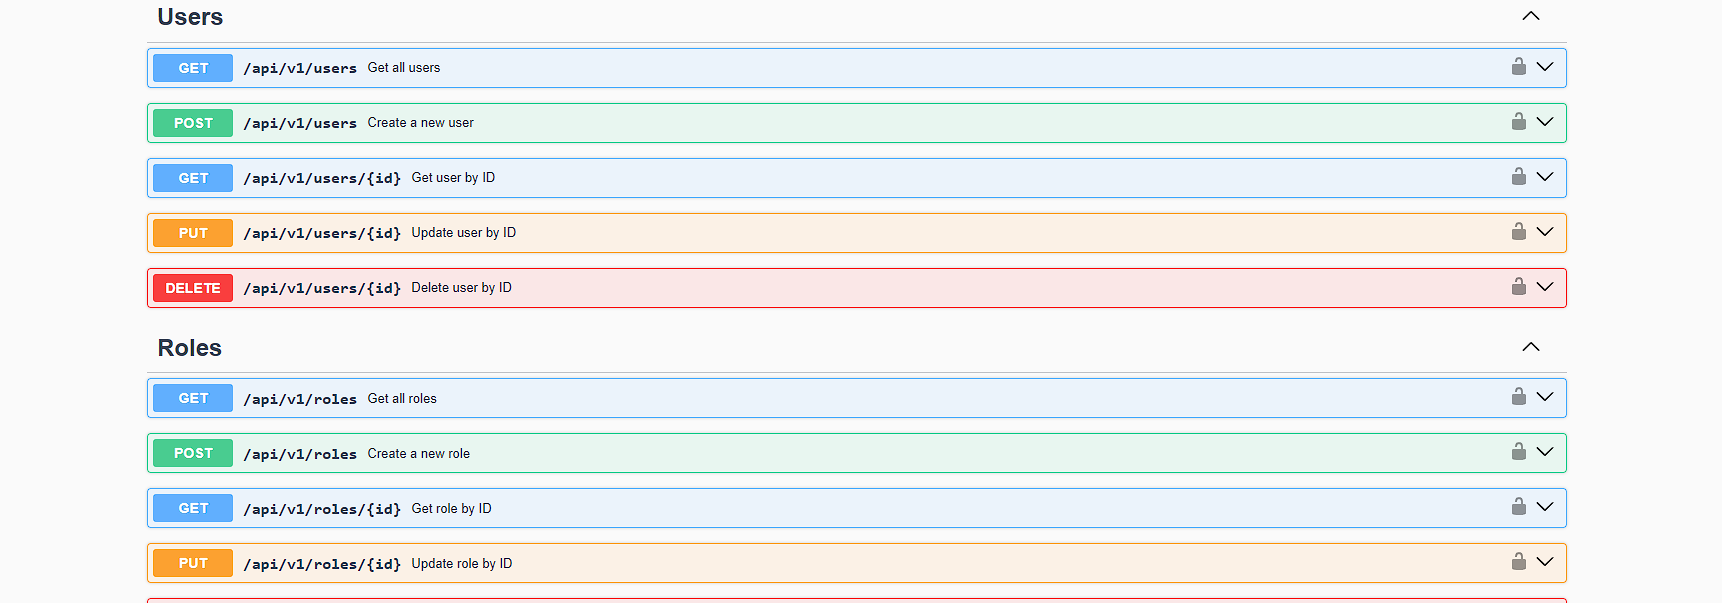 Users
GET /api/v1/users Get all users
POST /api/v1/users Create a new user
GET /api/v1/users/{id} Get user by ID
PUT /api/v1/users/{id} Update user by ID
DELETE /api/v1/users/{id} Delete user by ID
Roles
GET /api/v1/roles Get all roles
POST /api/v1/roles Create a new role
GET /api/v1/roles/{id} Get role by ID
PUT /api/v1/roles/{id} Update role by ID